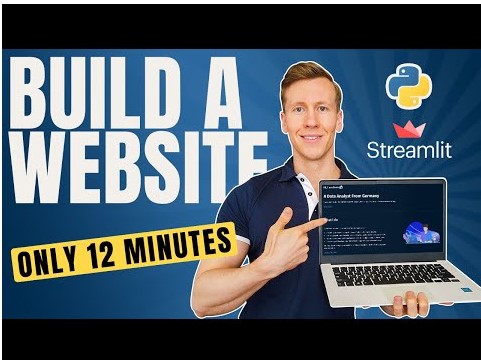 BUILD A
WEBSITE
ONLY 12 MINUTES
Streamlit
A Data Analyst From Germany